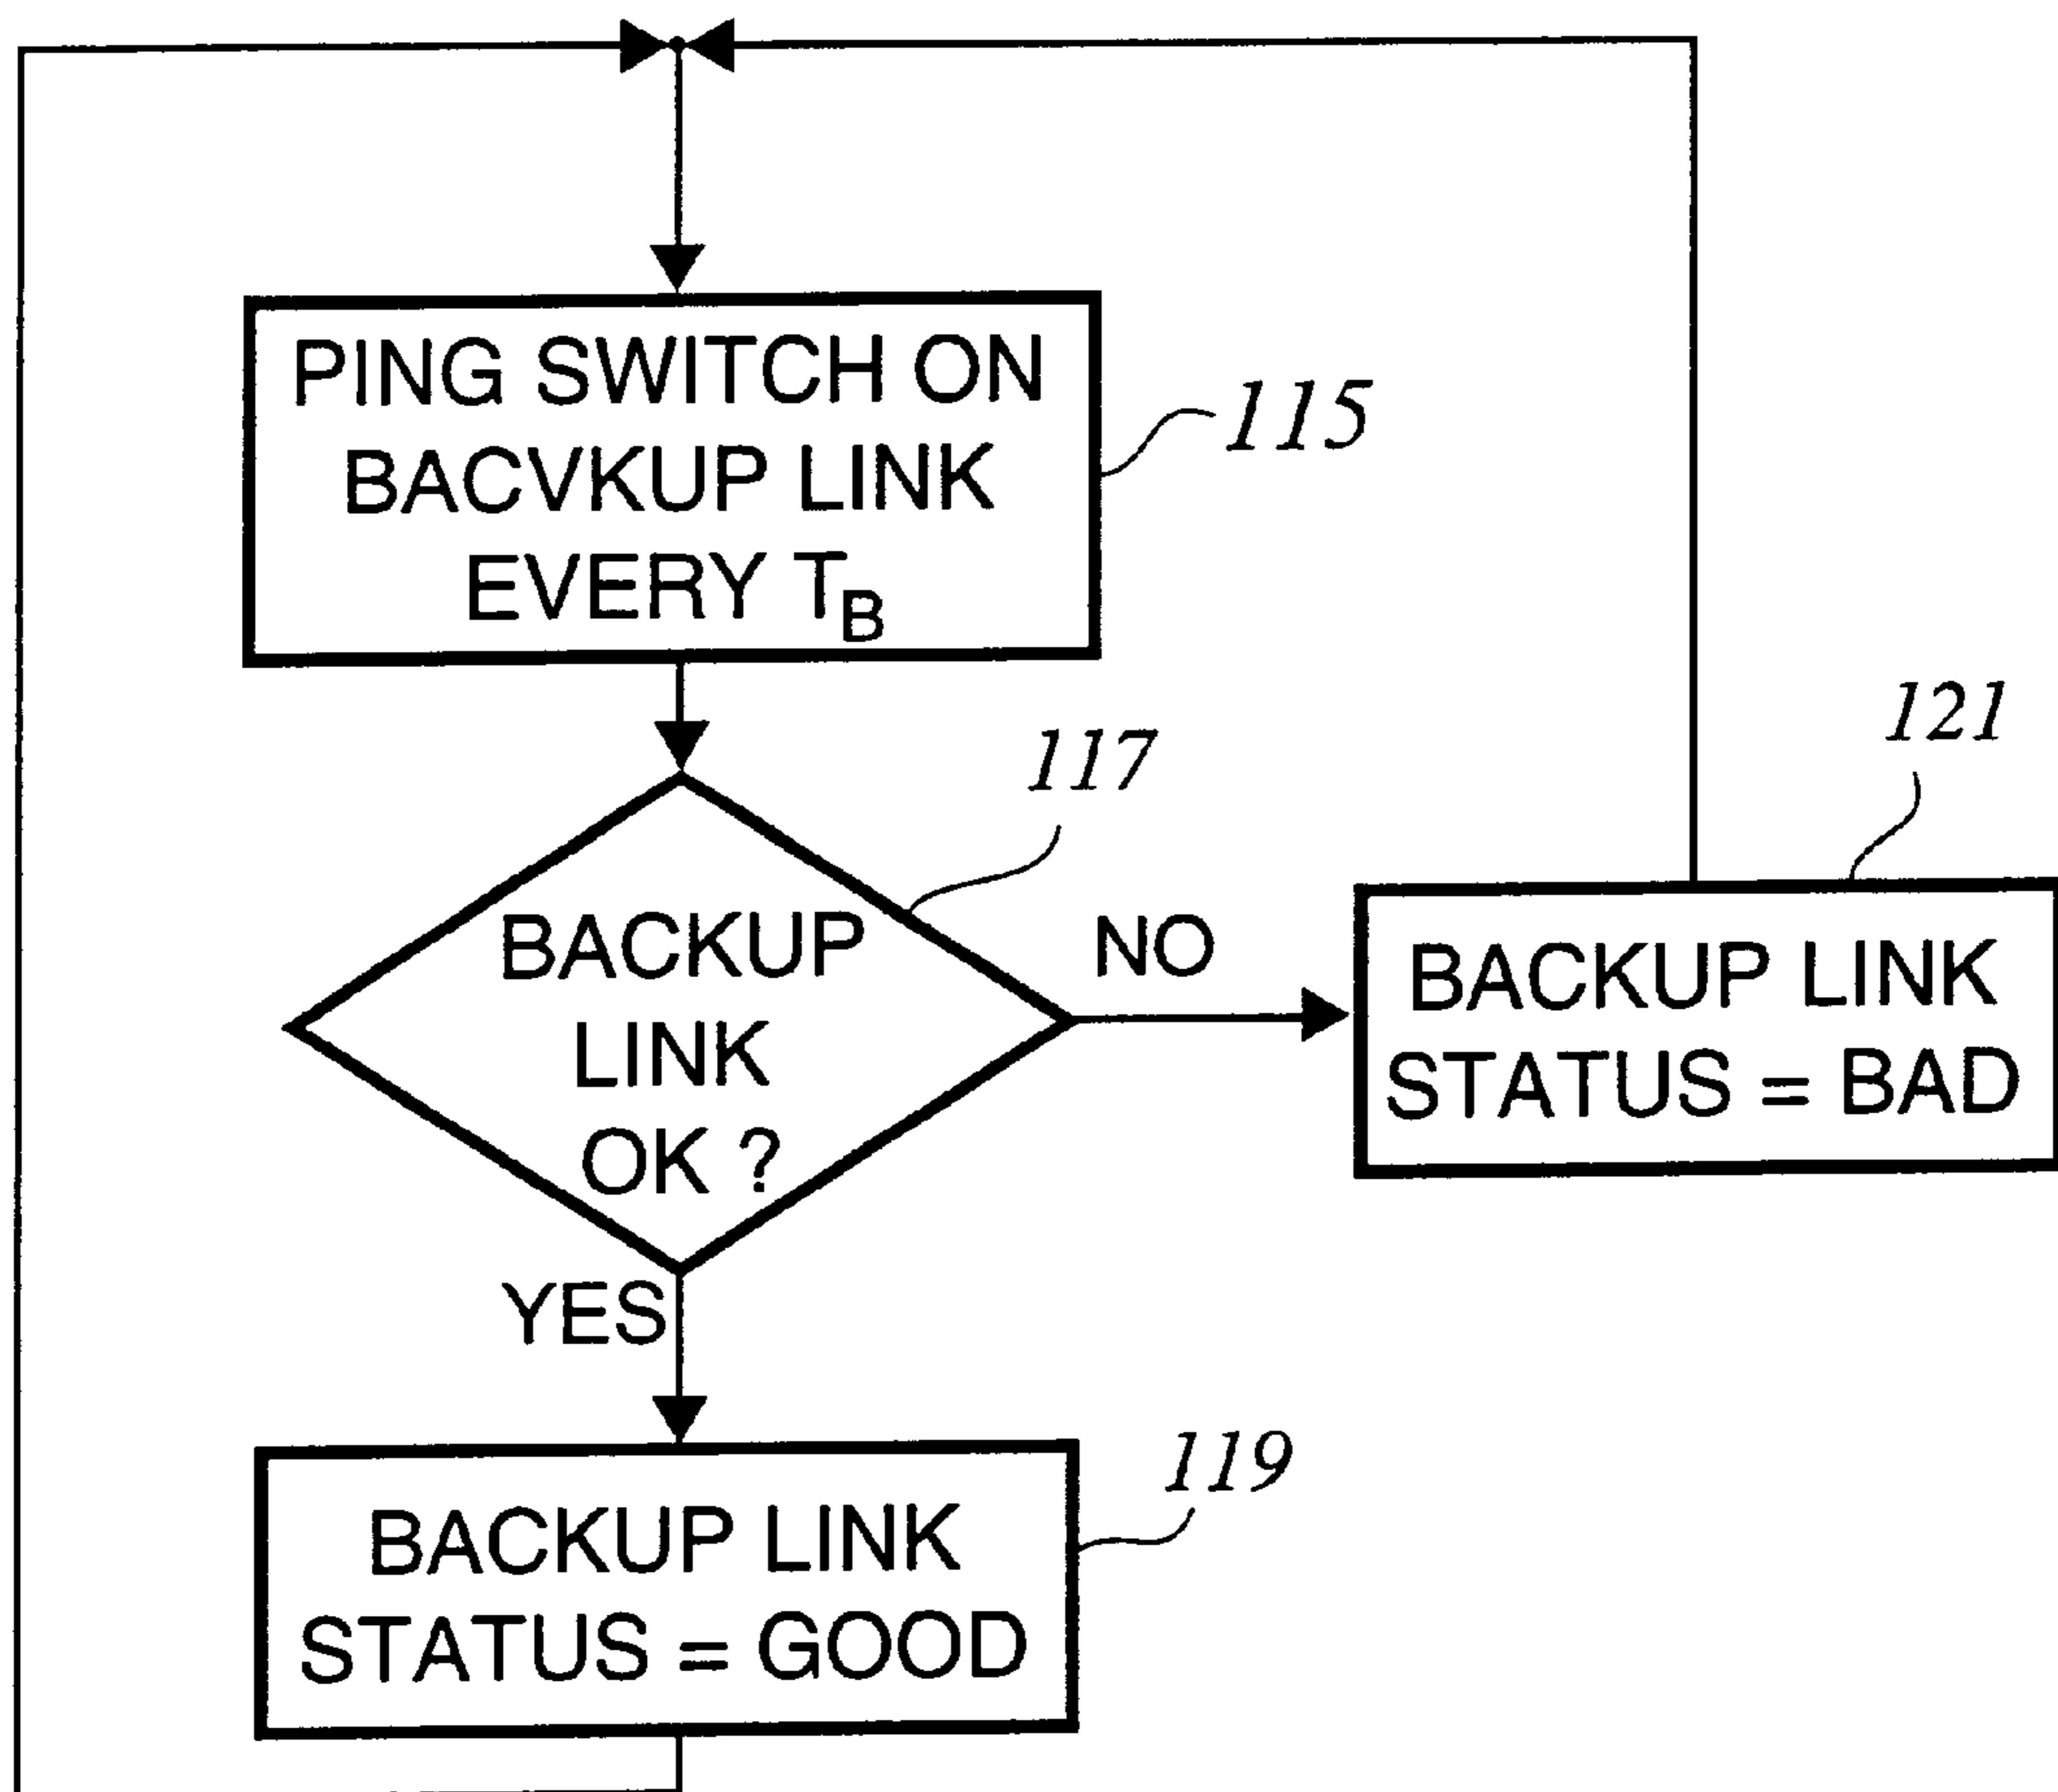 PING SWITCH ON
BACVKUP LINK
EVERY TB
115
117
121
BACKUP
LINK
OK ?
NO
BACKUP LINK
STATUS = BAD
YES
119
BACKUP LINK
STATUS = GOOD